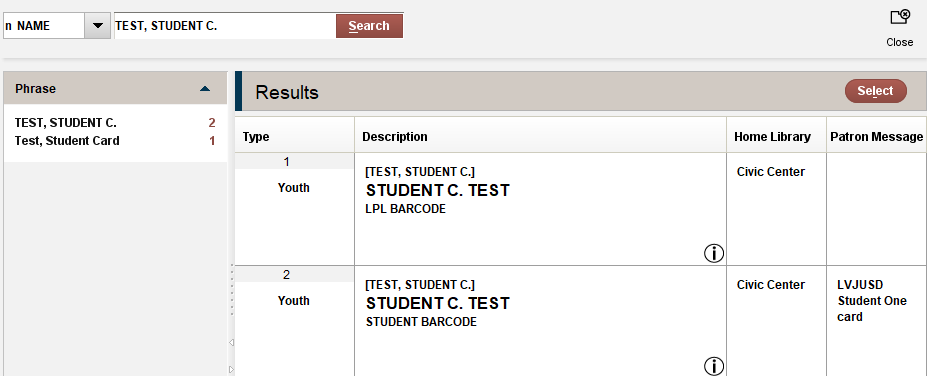 n NAME
TEST, STUDENT C.
Search
Close
Phrase
TEST, STUDENT C. 2
Test, Student Card 1
Results
Select
Type Description Home Library Patron Message
1
Youth
[TEST, STUDENT C.]
STUDENT C. TEST
LPL BARCODE
Civic Center
2
Youth
[TEST, STUDENT C.]
STUDENT C. TEST
STUDENT BARCODE
Civic Center
LVJUSD
Student One
card